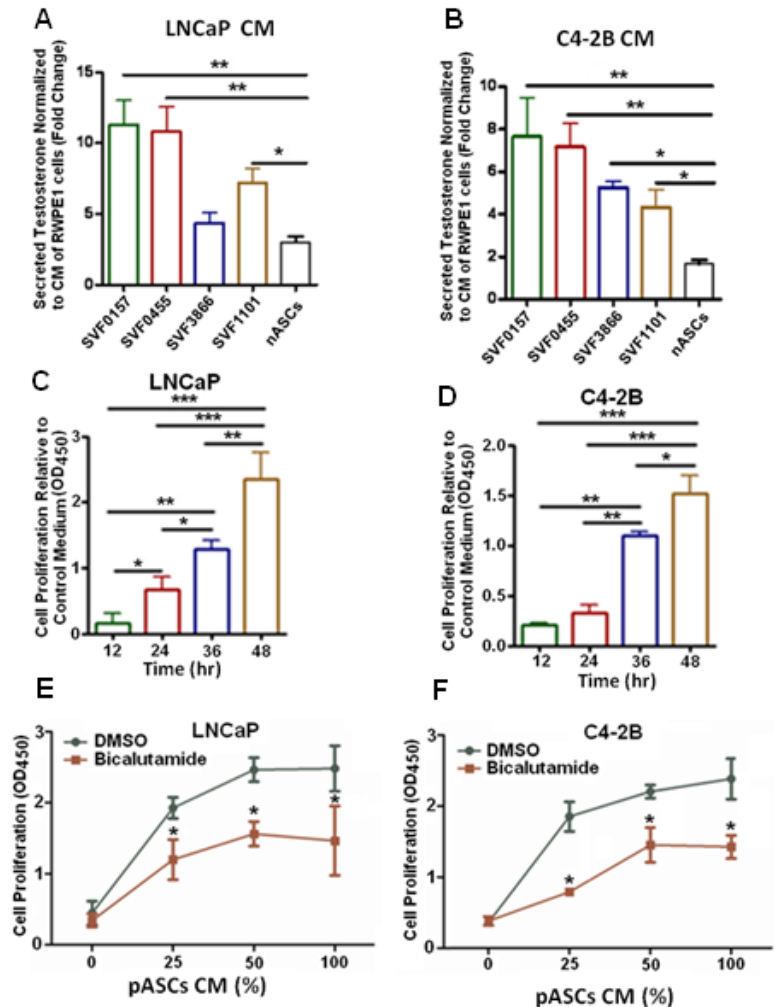 A
LNCaP CM
Secreted Testosterone Normalized
to CM of RWPE1 cells (Fold Change)
15
10
5
0
**
**
*
SVF0157
SVF0455
SVF3866
SVF1101
nASCs
B
C4-2B CM
Secreted Testosterone Normalized
to CM of RWPE1 cells (Fold Change)
10
8
6
4
2
0
**
**
*
*
SVF0157
SVF0455
SVF3866
SVF1101
nASCs
C
LNCaP
Cell Proliferation Relative to
Control Medium (OD450)
3
2
1
0
***
***
**
**
*
*
12 24 36 48
Time (hr)
D
C4-2B
Cell Proliferation Relative to
Control Medium (OD450)
2.0
1.5
1.0
0.5
0.0
***
***
*
**
**
12 24 36 48
Time (hr)
E
LNCaP
DMSO
Bicalutamide
Cell Proliferation (OD450)
3
2
1
0
* * *
0 25 50 100
pASCs CM (%)
F
C4-2B
DMSO
Bicalutamide
Cell Proliferation (OD450)
3
2
1
0
* * *
0 25 50 100
pASCs CM (%)